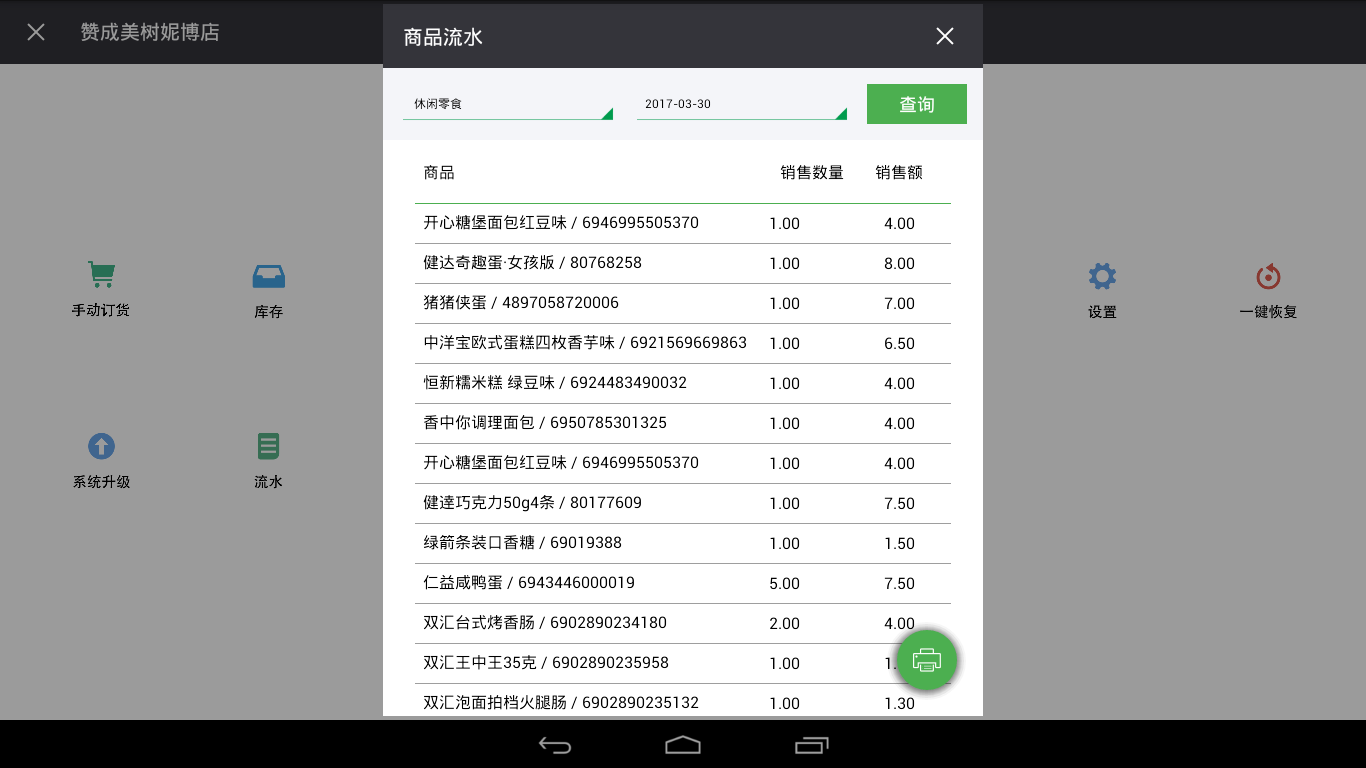 赞成美树妮博店
商品流水
休闲零食 2017-03-30 查询
商品 销售数量 销售额
开心糖堡面包红豆味 / 6946995505370 1.00 4.00
健达奇趣蛋·女孩版 / 80768258 1.00 8.00
猪猪侠蛋 / 4897058720006 1.00 7.00
中洋宝欧式蛋糕四枚香芋味 / 6921569669863 1.00 6.50
恒新糯米糕 绿豆味 / 6924483490032 1.00 4.00
香中你调理面包 / 6950785301325 1.00 4.00
开心糖堡面包红豆味 / 6946995505370 1.00 4.00
健逹巧克力50g4条 / 80177609 1.00 7.50
绿箭条装口香糖 / 69019388 1.00 1.50
仁益咸鸭蛋 / 6943446000019 5.00 7.50
双汇台式烤香肠 / 6902890234180 2.00 4.00
双汇王中王35克 / 6902890235958 1.00
双汇泡面拍档火腿肠 / 6902890235132 1.00 1.30
手动订货 库存 设置 一键恢复
系统升级 流水